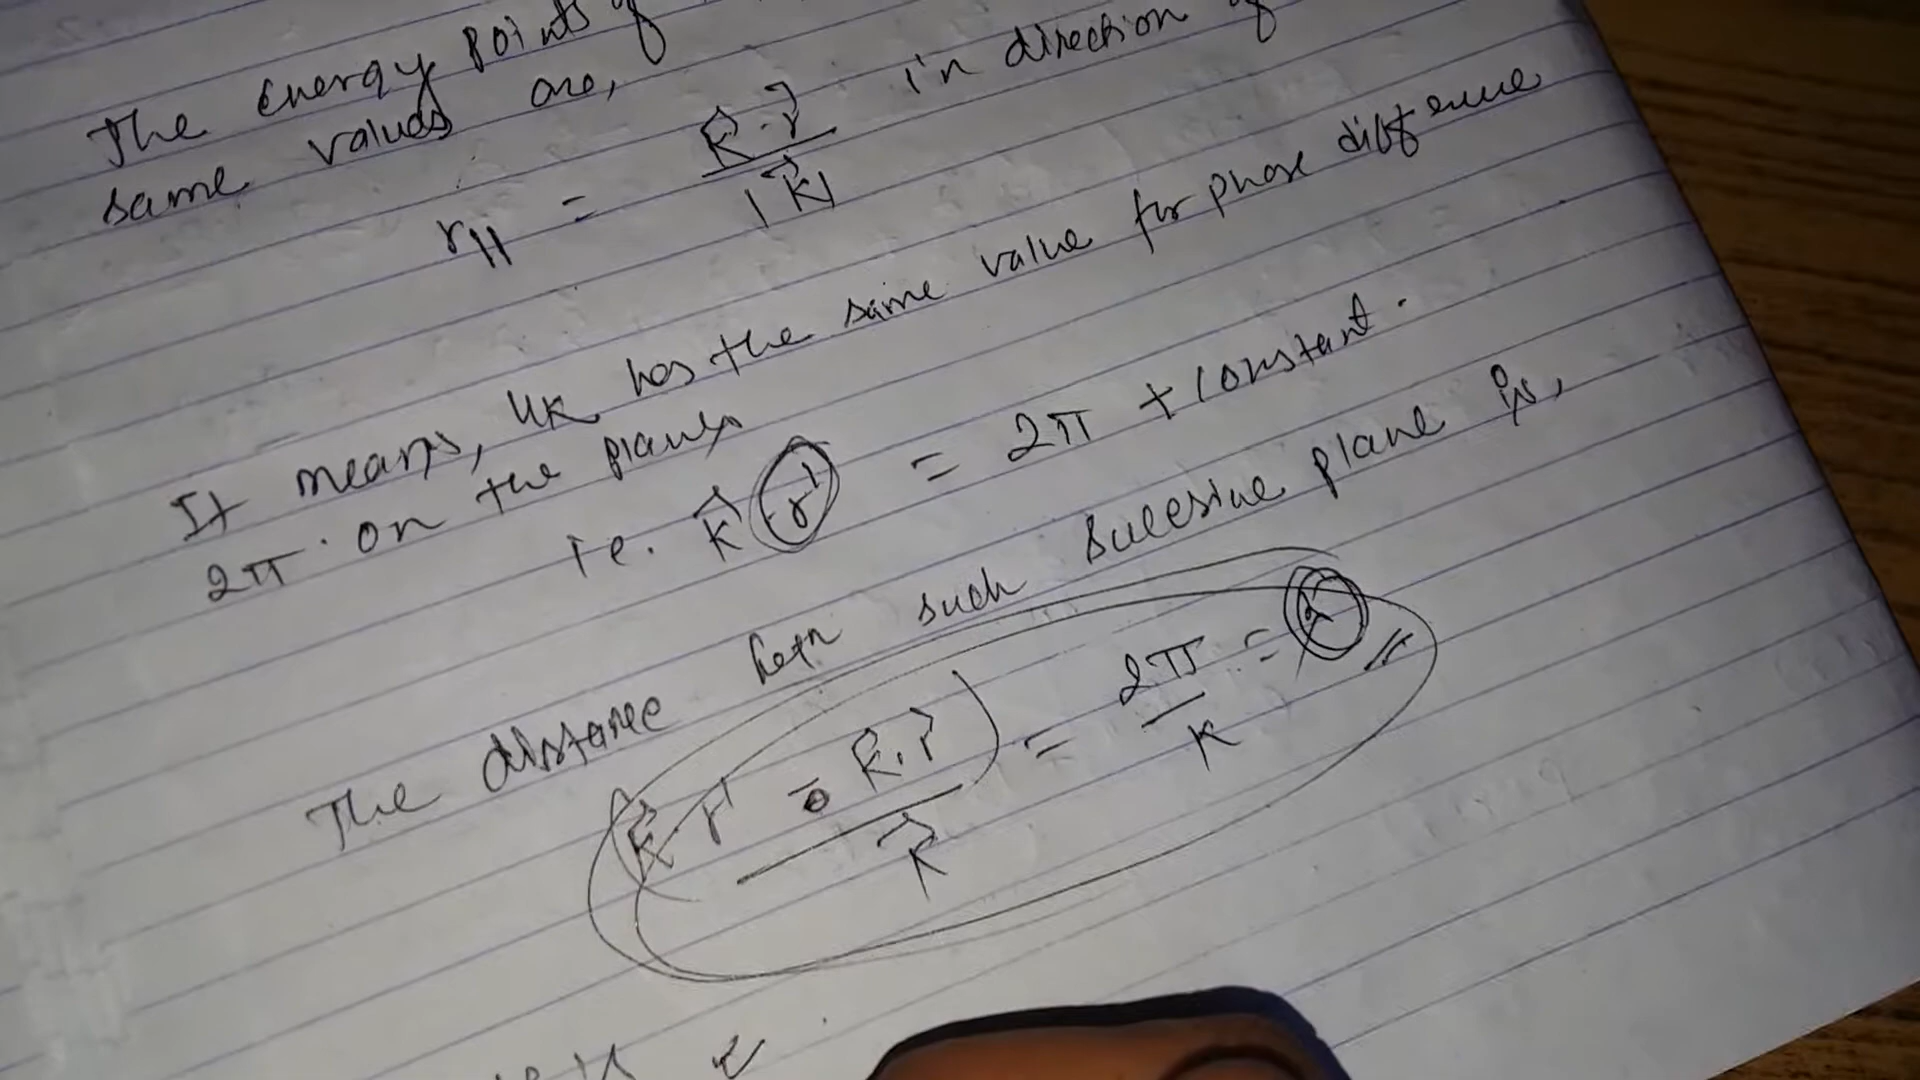 The energy points of
same values are,
r|| = k̂·r⃗ / |k⃗| in direction of
It means, uk has the same value for phase difference
2π. on the planes
i.e. k̂·r' = 2π + constant.
The distance betn such succesive plane is,
k̂ r' - k̂.r⃗ / k⃗ = 2π / k = λ